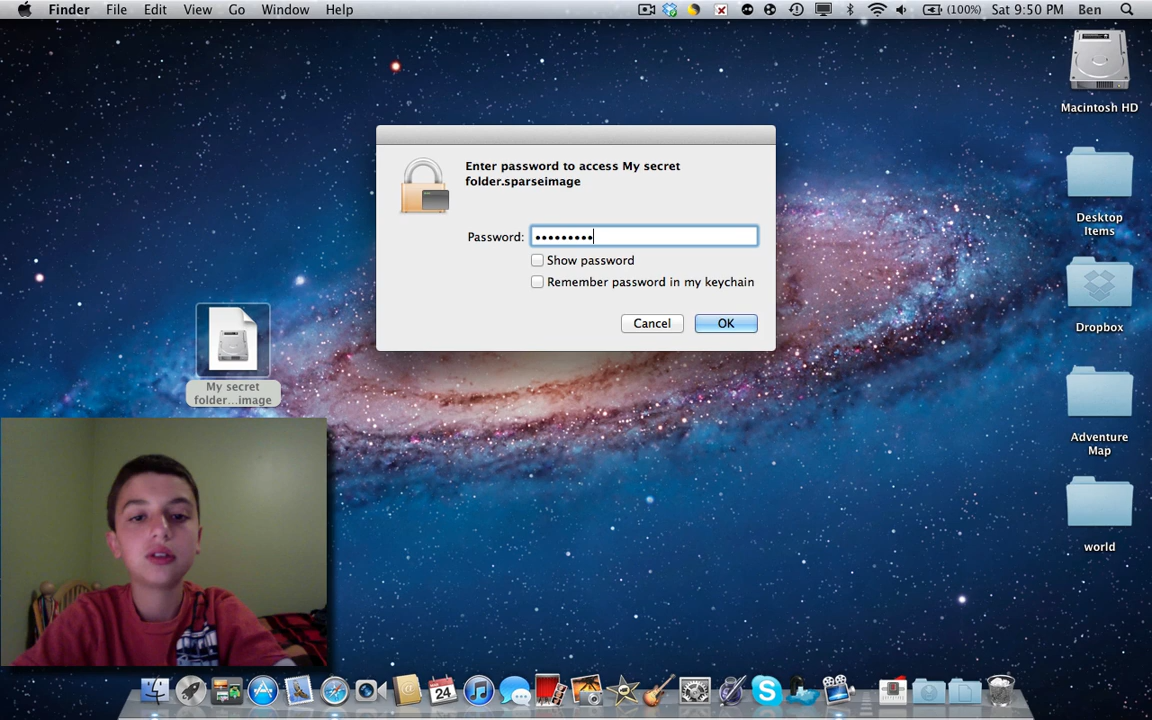 Finder File Edit View Go Window Help (100%) Sat 9:50 PM Ben
Macintosh HD
Enter password to access My secret
folder.sparseimage
Password: •••••••••
Show password
Remember password in my keychain
Cancel OK
Desktop
Items
Dropbox
My secret
folder...image
Adventure
Map
world
24